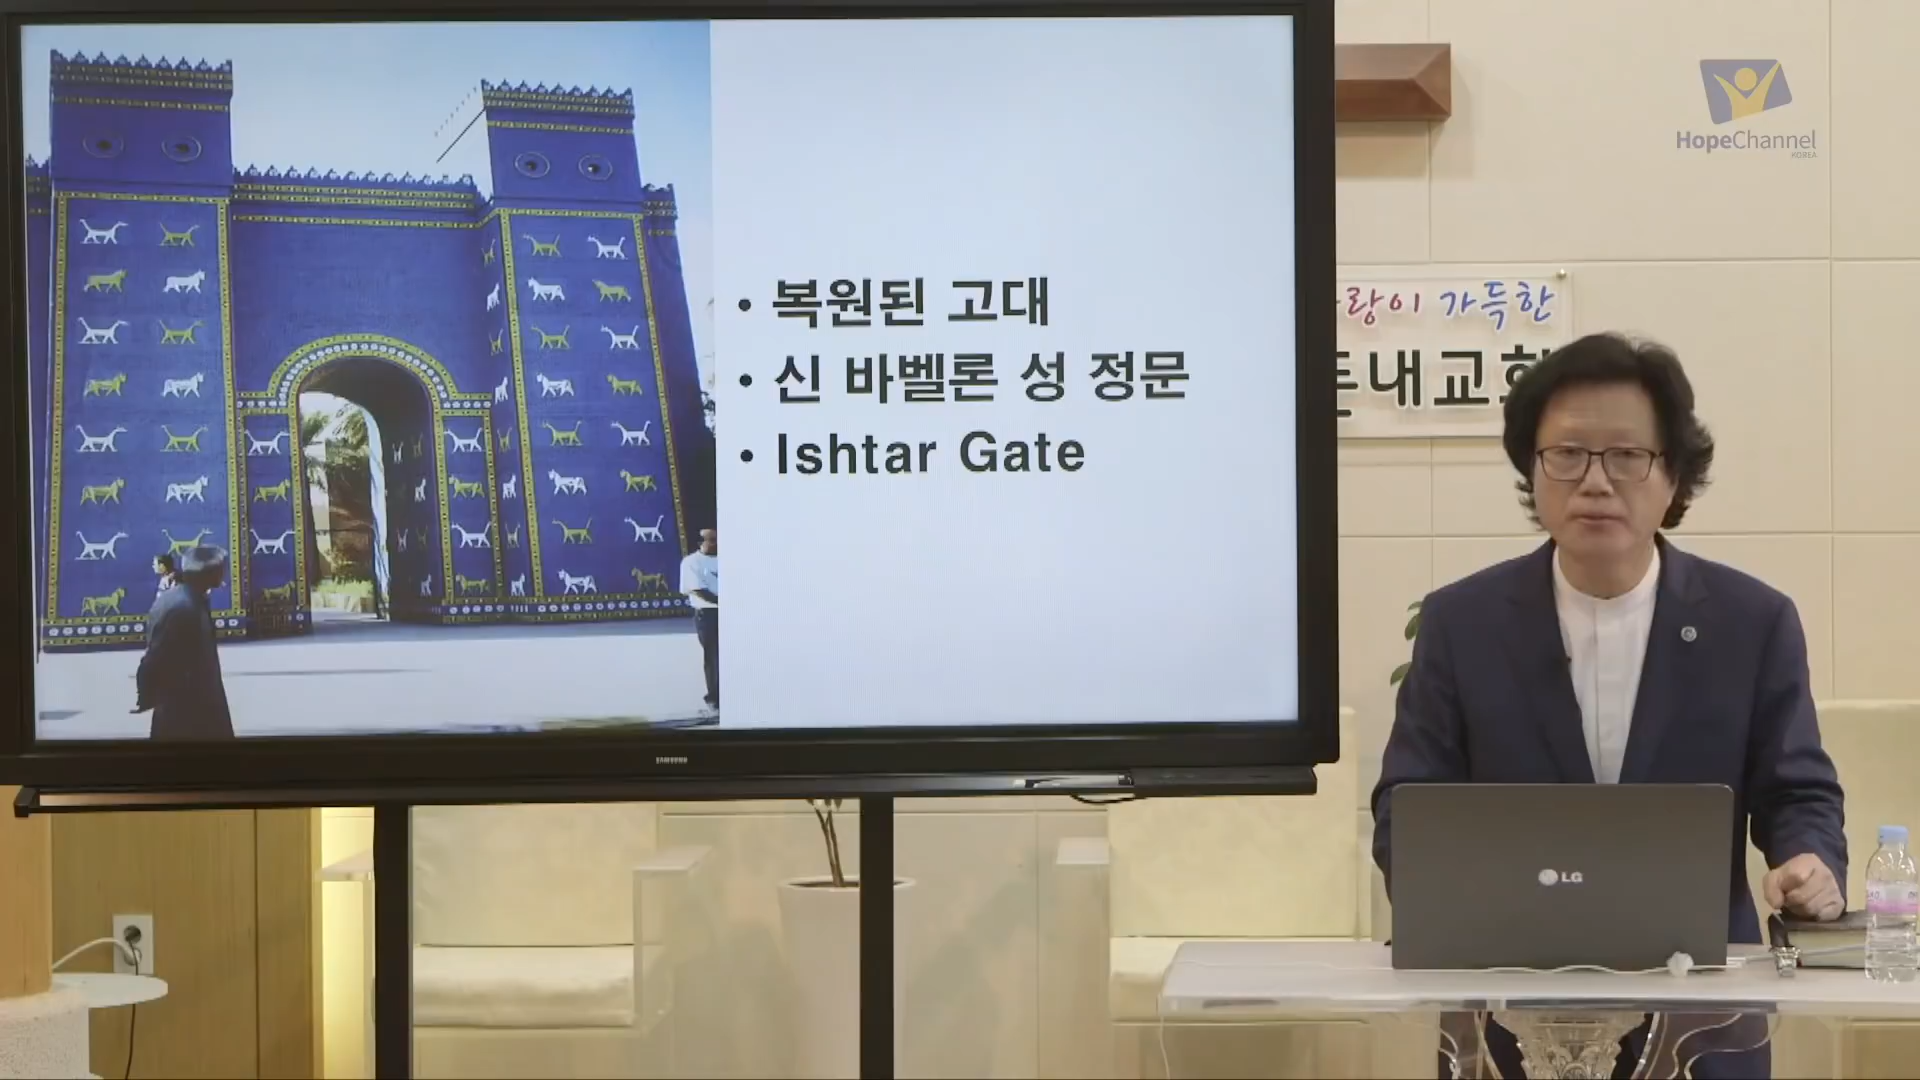 • 복원된 고대
• 신 바벨론 성 정문
• Ishtar Gate
HopeChannel
KOREA
랑이 가득한
내교회
SAMSUNG
LG